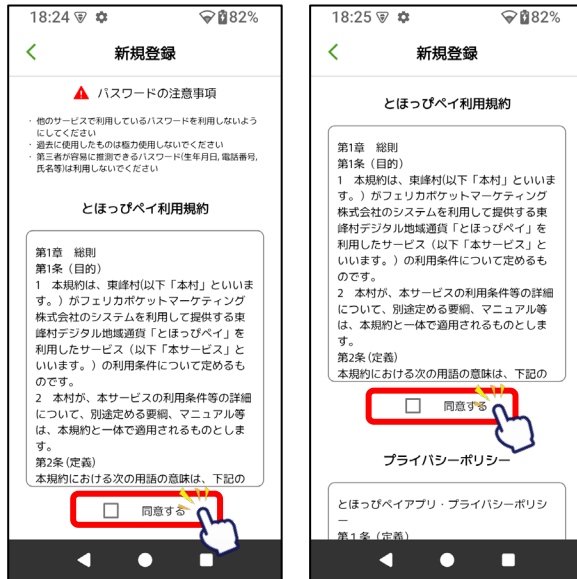 18:24 82%
新規登録
パスワードの注意事項
・ 他のサービスで利用しているパスワードを利用しないよう
にしてください
・ 過去に使用したものは極力使用しないでください
・ 第三者が容易に推測できるパスワード(生年月日, 電話番号,
氏名等)は利用しないでください
とほっぴペイ利用規約
第1章　総則
第1条（目的）
1　本規約は、東峰村(以下「本村」といいま
す。）がフェリカポケットマーケティング
株式会社のシステムを利用して提供する東
峰村デジタル地域通貨「とほっぴペイ」を
利用したサービス（以下「本サービス」と
いいます。）の利用条件について定めるも
のです。
2　本村が、本サービスの利用条件等の詳細
について、別途定める要綱、マニュアル等
は、本規約と一体で適用されるものとしま
す。
第2条(定義)
本規約における次の用語の意味は、下記の
同意する
18:25 82%
新規登録
とほっぴペイ利用規約
第1章　総則
第1条（目的）
1　本規約は、東峰村(以下「本村」といいま
す。）がフェリカポケットマーケティング
株式会社のシステムを利用して提供する東
峰村デジタル地域通貨「とほっぴペイ」を
利用したサービス（以下「本サービス」と
いいます。）の利用条件について定めるも
のです。
2　本村が、本サービスの利用条件等の詳細
について、別途定める要綱、マニュアル等
は、本規約と一体で適用されるものとしま
す。
第2条(定義)
本規約における次の用語の意味は、下記の
同意する
プライバシーポリシー
とほっぴペイアプリ・プライバシーポリシ
ー
第１条（定義）